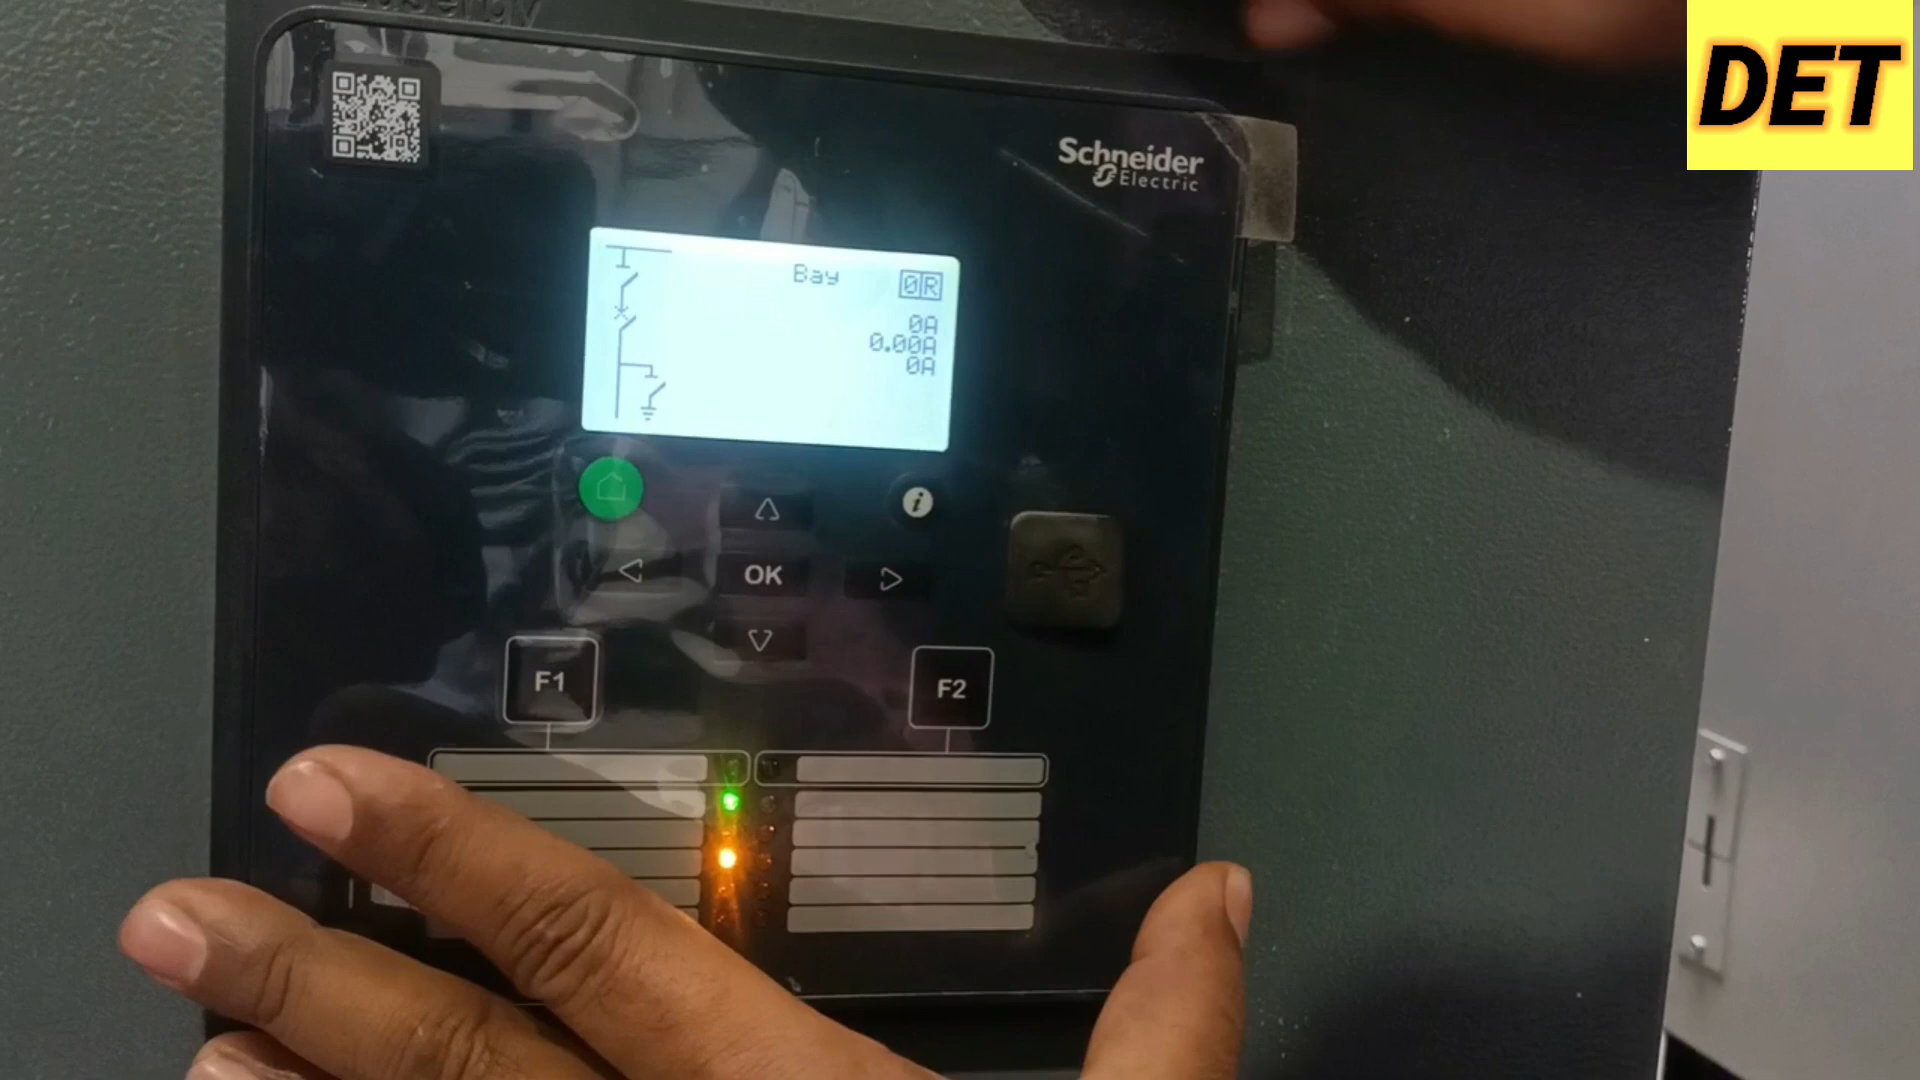 DET
Schneider
Electric
Bay
0R
0A
0.00A
0A
i
OK
F1
F2